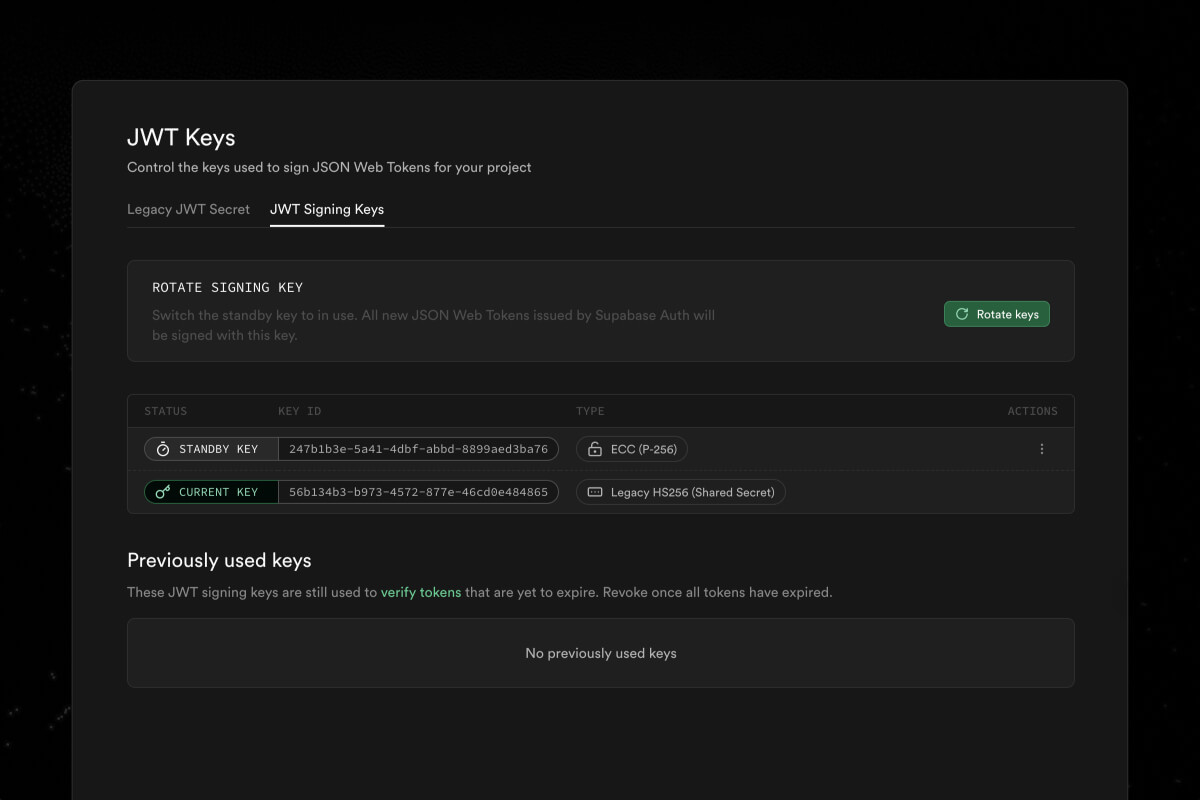 JWT Keys
Control the keys used to sign JSON Web Tokens for your project
Legacy JWT Secret JWT Signing Keys
ROTATE SIGNING KEY
Switch the standby key to in use. All new JSON Web Tokens issued by Supabase Auth will
be signed with this key.
Rotate keys
STATUS KEY ID TYPE ACTIONS
STANDBY KEY 247b1b3e-5a41-4dbf-abbd-8899aed3ba76 ECC (P-256)
CURRENT KEY 56b134b3-b973-4572-877e-46cd0e484865 Legacy HS256 (Shared Secret)
Previously used keys
These JWT signing keys are still used to verify tokens that are yet to expire. Revoke once all tokens have expired.
No previously used keys